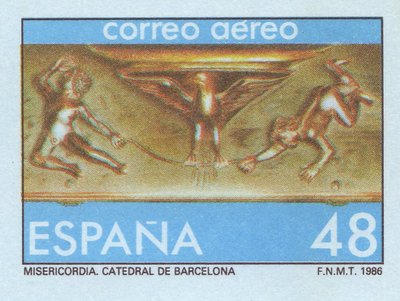 correo aéreo
ESPAÑA 48
MISERICORDIA. CATEDRAL DE BARCELONA F.N.M.T. 1986